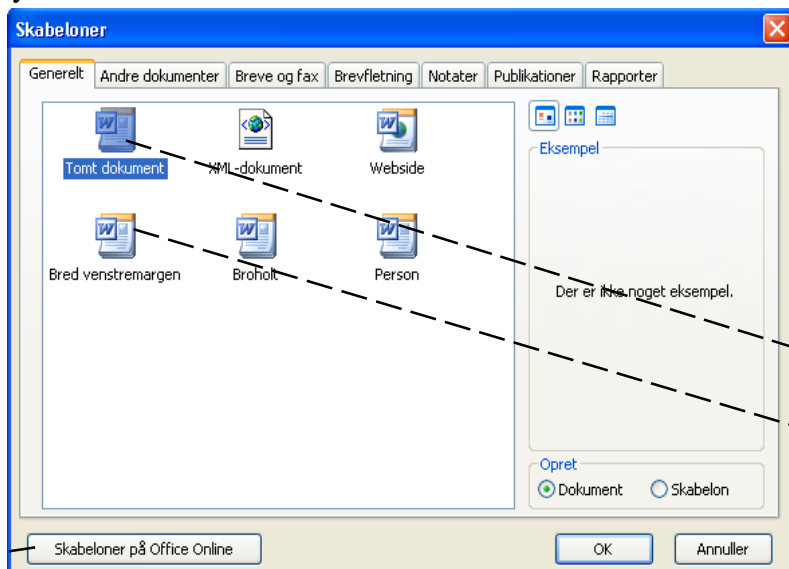 Skabeloner
Generelt Andre dokumenter Breve og fax Brevfletning Notater Publikationer Rapporter
Tomt dokument XML-dokument Webside
Bred venstremargen Broholt Person
Eksempel
Der er ikke noget eksempel.
Opret
Dokument Skabelon
Skabeloner på Office Online OK Annuller